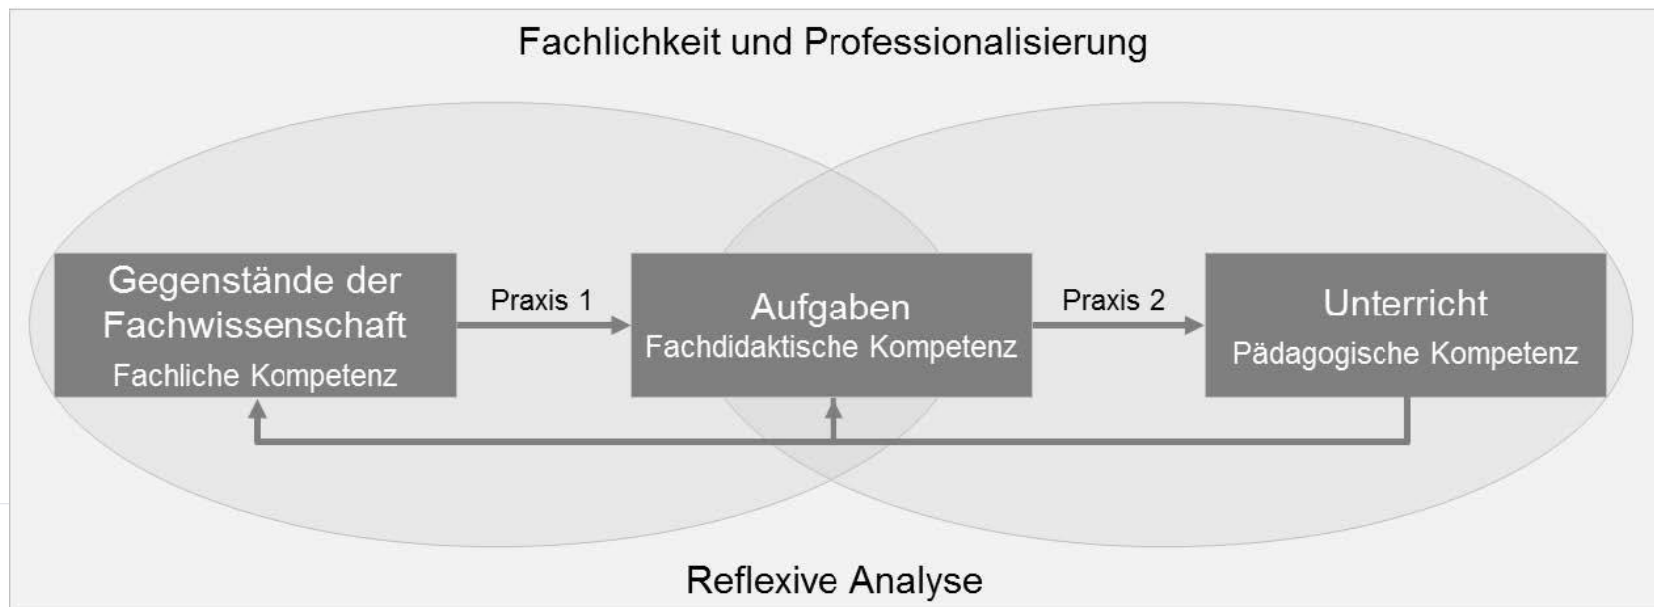 Fachlichkeit und Professionalisierung
Gegenstände der
Fachwissenschaft
Fachliche Kompetenz
Praxis 1
Aufgaben
Fachdidaktische Kompetenz
Praxis 2
Unterricht
Pädagogische Kompetenz
Reflexive Analyse